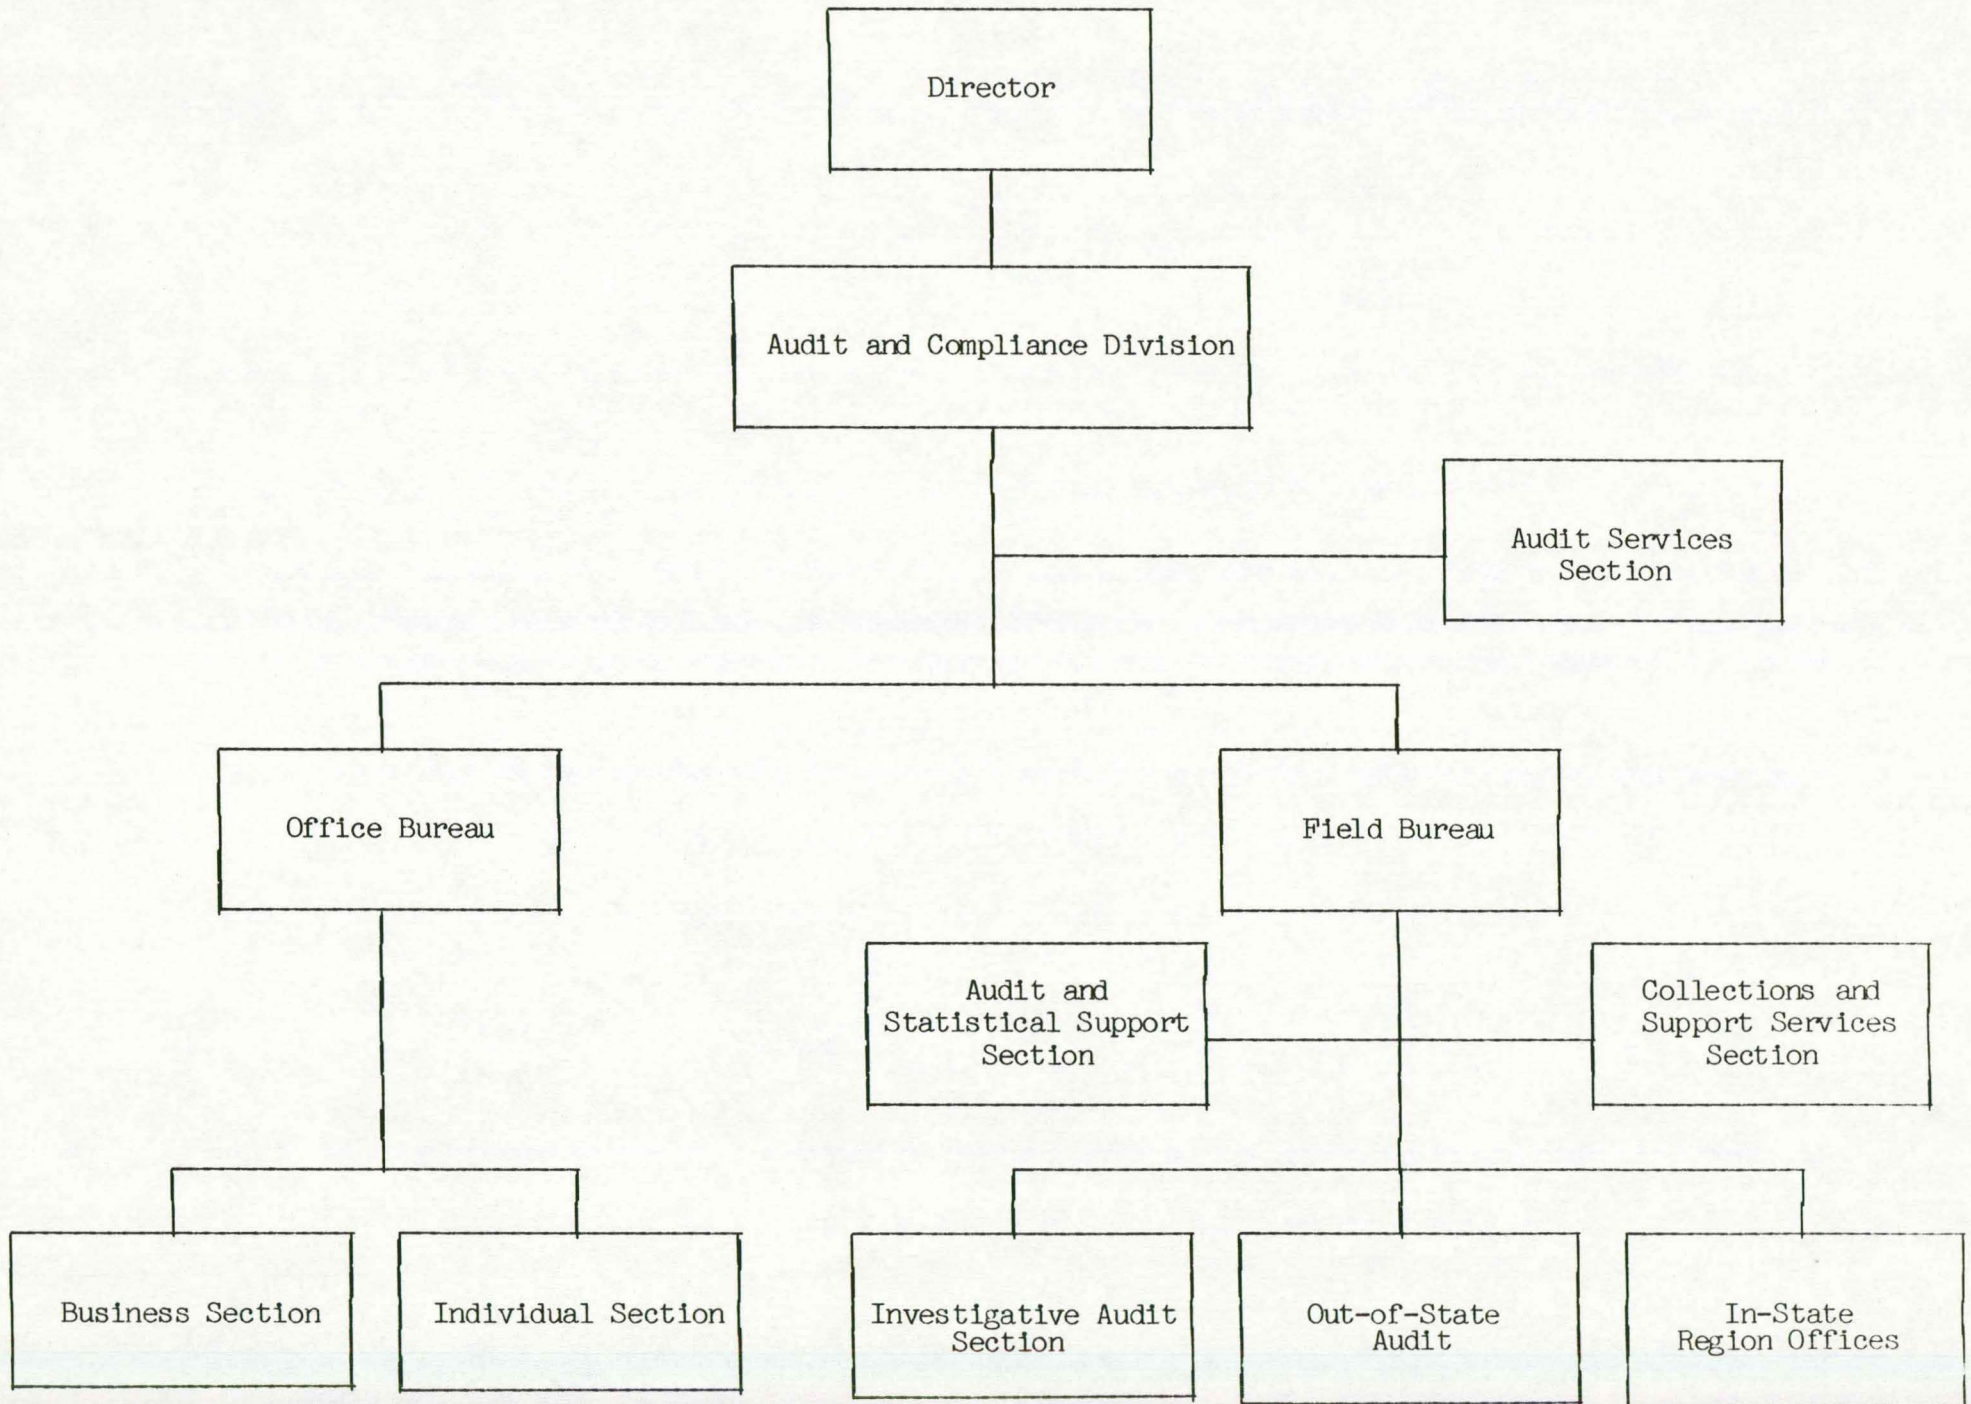 Director
Audit and Compliance Division
Audit Services
Section
Office Bureau
Field Bureau
Audit and
Statistical Support
Section
Collections and
Support Services
Section
Business Section
Individual Section
Investigative Audit
Section
Out-of-State
Audit
In-State
Region Offices